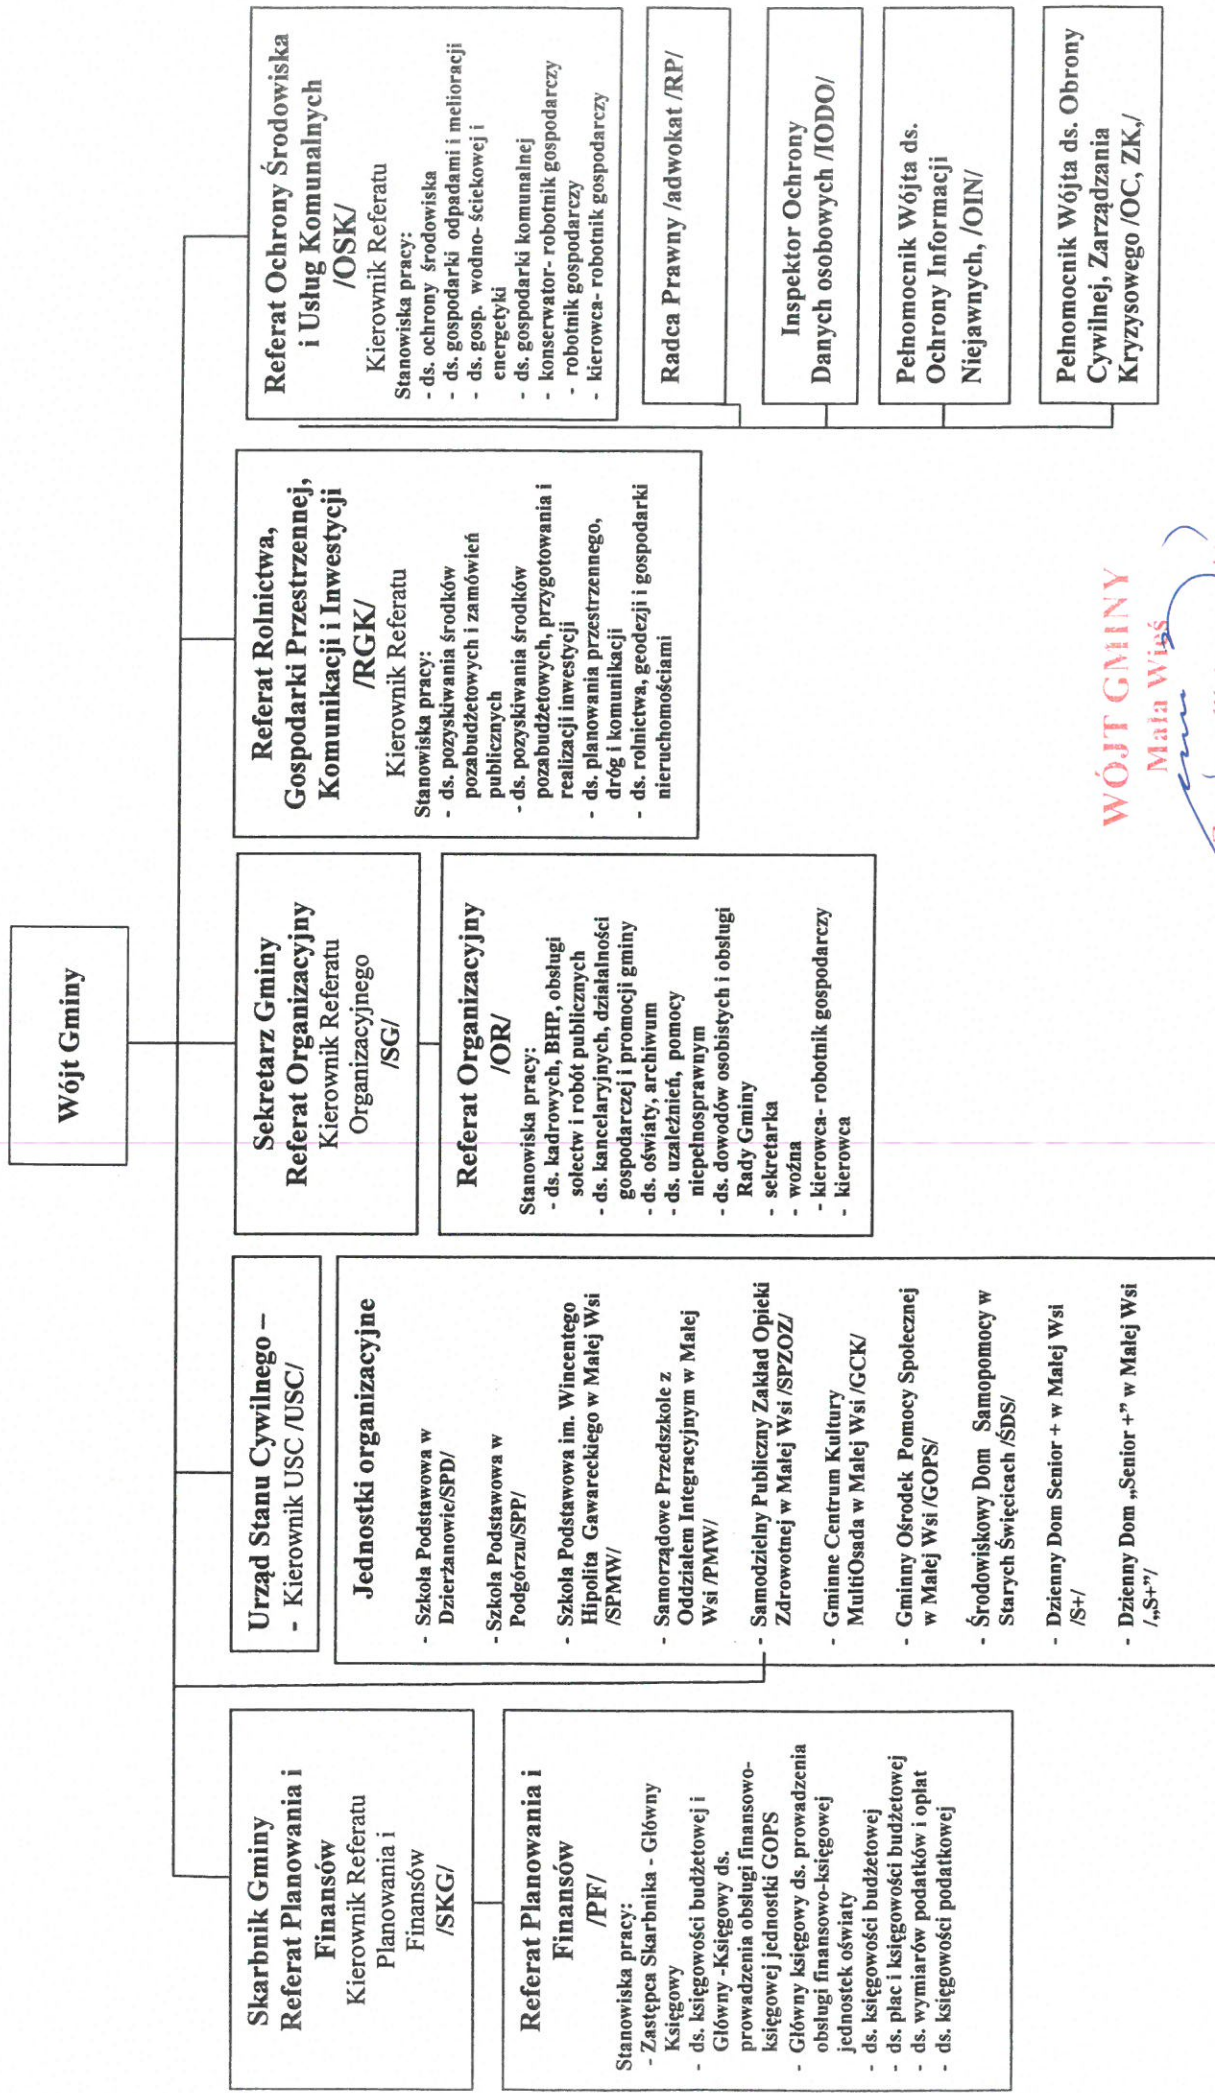 Wójt Gminy
Skarbnik Gminy
Referat Planowania i
Finansów
Kierownik Referatu
Planowania i
Finansów
/SKG/
Referat Planowania i
Finansów
/PF/
Stanowiska pracy:
- Zastępca Skarbnika - Główny
Księgowy
- ds. księgowości budżetowej i
Główny -Księgowy ds.
prowadzenia obsługi finansowo-
księgowej jednostki GOPS
- Główny księgowy ds. prowadzenia
obsługi finansowo-księgowej
jednostek oświaty
- ds. księgowości budżetowej
- ds. płac i księgowości budżetowej
- ds. wymiarów podatków i opłat
- ds. księgowości podatkowej
Urząd Stanu Cywilnego –
- Kierownik USC /USC/
Jednostki organizacyjne
- Szkoła Podstawowa w
Dzierżanowie/SPD/
- Szkoła Podstawowa w
Podgórzu/SPP/
- Szkoła Podstawowa im. Wincentego
Hipolita Gawareckiego w Małej Wsi
/SPMW/
- Samorządowe Przedszkole z
Oddziałem Integracyjnym w Małej
Wsi /PMW/
- Samodzielny Publiczny Zakład Opieki
Zdrowotnej w Małej Wsi /SPZOZ/
- Gminne Centrum Kultury
MultiOsada w Małej Wsi /GCK/
- Gminny Ośrodek Pomocy Społecznej
w Małej Wsi /GOPS/
- Środowiskowy Dom Samopomocy w
Starych Święcicach /ŚDS/
- Dzienny Dom Senior + w Małej Wsi
/S+/
- Dzienny Dom „Senior +” w Małej Wsi
/„S+”/
Sekretarz Gminy
Referat Organizacyjny
Kierownik Referatu
Organizacyjnego
/SG/
Referat Organizacyjny
/OR/
Stanowiska pracy:
- ds. kadrowych, BHP, obsługi
sołectw i robót publicznych
- ds. kancelaryjnych, działalności
gospodarczej i promocji gminy
- ds. oświaty, archiwum
- ds. uzależnień, pomocy
niepełnosprawnym
- ds. dowodów osobistych i obsługi
Rady Gminy
- sekretarka
- woźna
- kierowca- robotnik gospodarczy
- kierowca
Referat Rolnictwa,
Gospodarki Przestrzennej,
Komunikacji i Inwestycji
/RGK/
Kierownik Referatu
Stanowiska pracy:
- ds. pozyskiwania środków
pozabudżetowych i zamówień
publicznych
- ds. pozyskiwania środków
pozabudżetowych, przygotowania i
realizacji inwestycji
- ds. planowania przestrzennego,
dróg i komunikacji
- ds. rolnictwa, geodezji i gospodarki
nieruchomościami
Referat Ochrony Środowiska
i Usług Komunalnych
/OSK/
Kierownik Referatu
Stanowiska pracy:
- ds. ochrony środowiska
- ds. gospodarki odpadami i melioracji
- ds. gosp. wodno- ściekowej i
energetyki
- ds. gospodarki komunalnej
- konserwator- robotnik gospodarczy
- robotnik gospodarczy
- kierowca- robotnik gospodarczy
Radca Prawny /adwokat /RP/
Inspektor Ochrony
Danych osobowych /IODO/
Pełnomocnik Wójta ds.
Ochrony Informacji
Niejawnych, /OIN/
Pełnomocnik Wójta ds. Obrony
Cywilnej, Zarządzania
Kryzysowego /OC, ZK,/
WÓJT GMINY
Mała Wieś